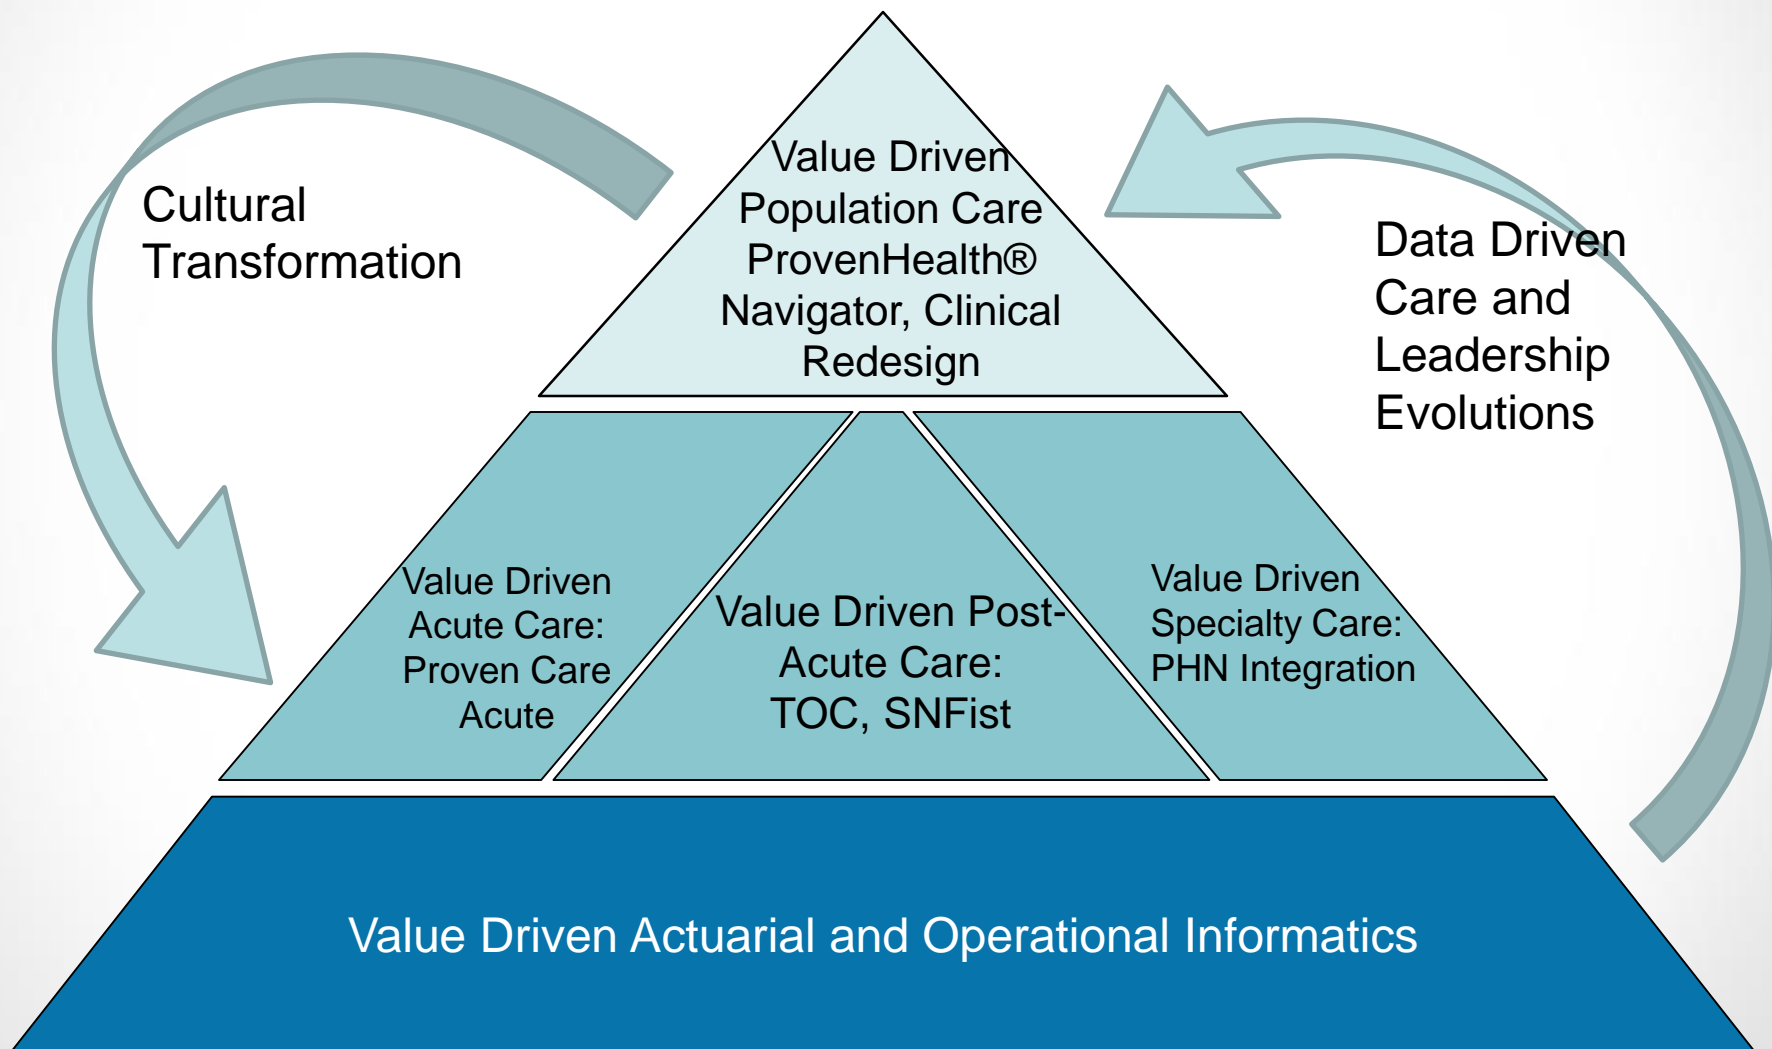 Value Driven
Population Care
ProvenHealth®
Navigator, Clinical
Redesign
Cultural
Transformation
Data Driven
Care and
Leadership
Evolutions
Value Driven
Acute Care:
Proven Care
Acute
Value Driven Post-
Acute Care:
TOC, SNFist
Value Driven
Specialty Care:
PHN Integration
Value Driven Actuarial and Operational Informatics